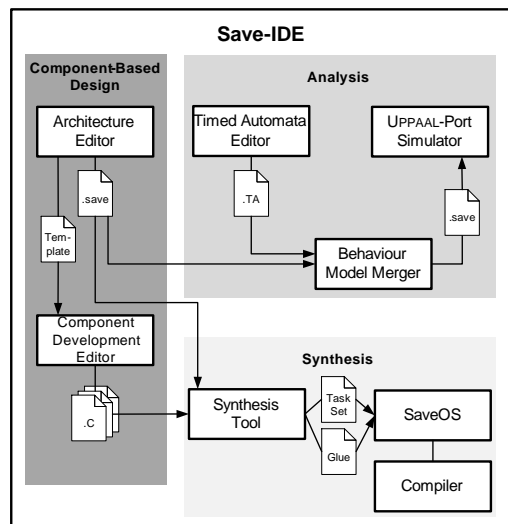 Save-IDE
Component-Based
Design
Architecture
Editor
.save
Tem-
plate
Component
Development
Editor
.C
Analysis
Timed Automata
Editor
UPPAAL-Port
Simulator
.TA
.save
Behaviour
Model Merger
Synthesis
Synthesis
Tool
Task
Set
Glue
SaveOS
Compiler